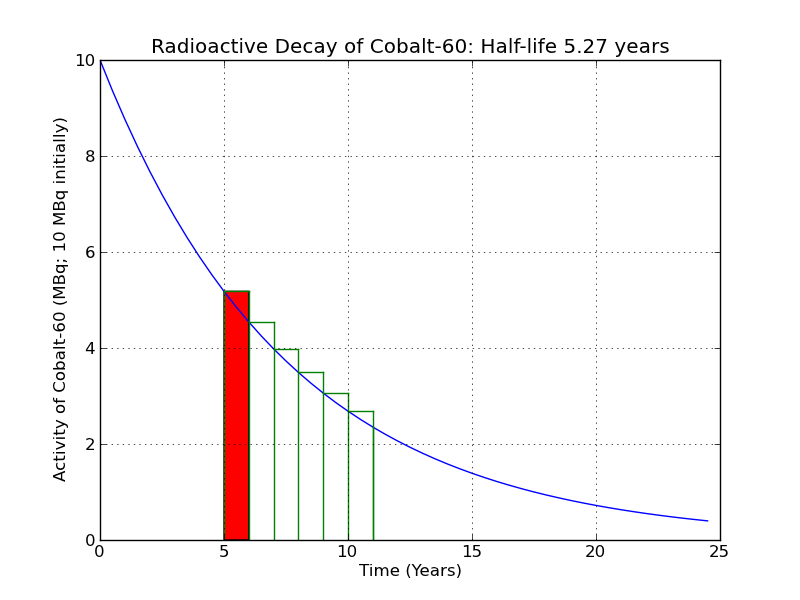 Radioactive Decay of Cobalt-60: Half-life 5.27 years
Activity of Cobalt-60 (MBq; 10 MBq initially)
10
8
6
4
2
0
0 5 10 15 20 25
Time (Years)